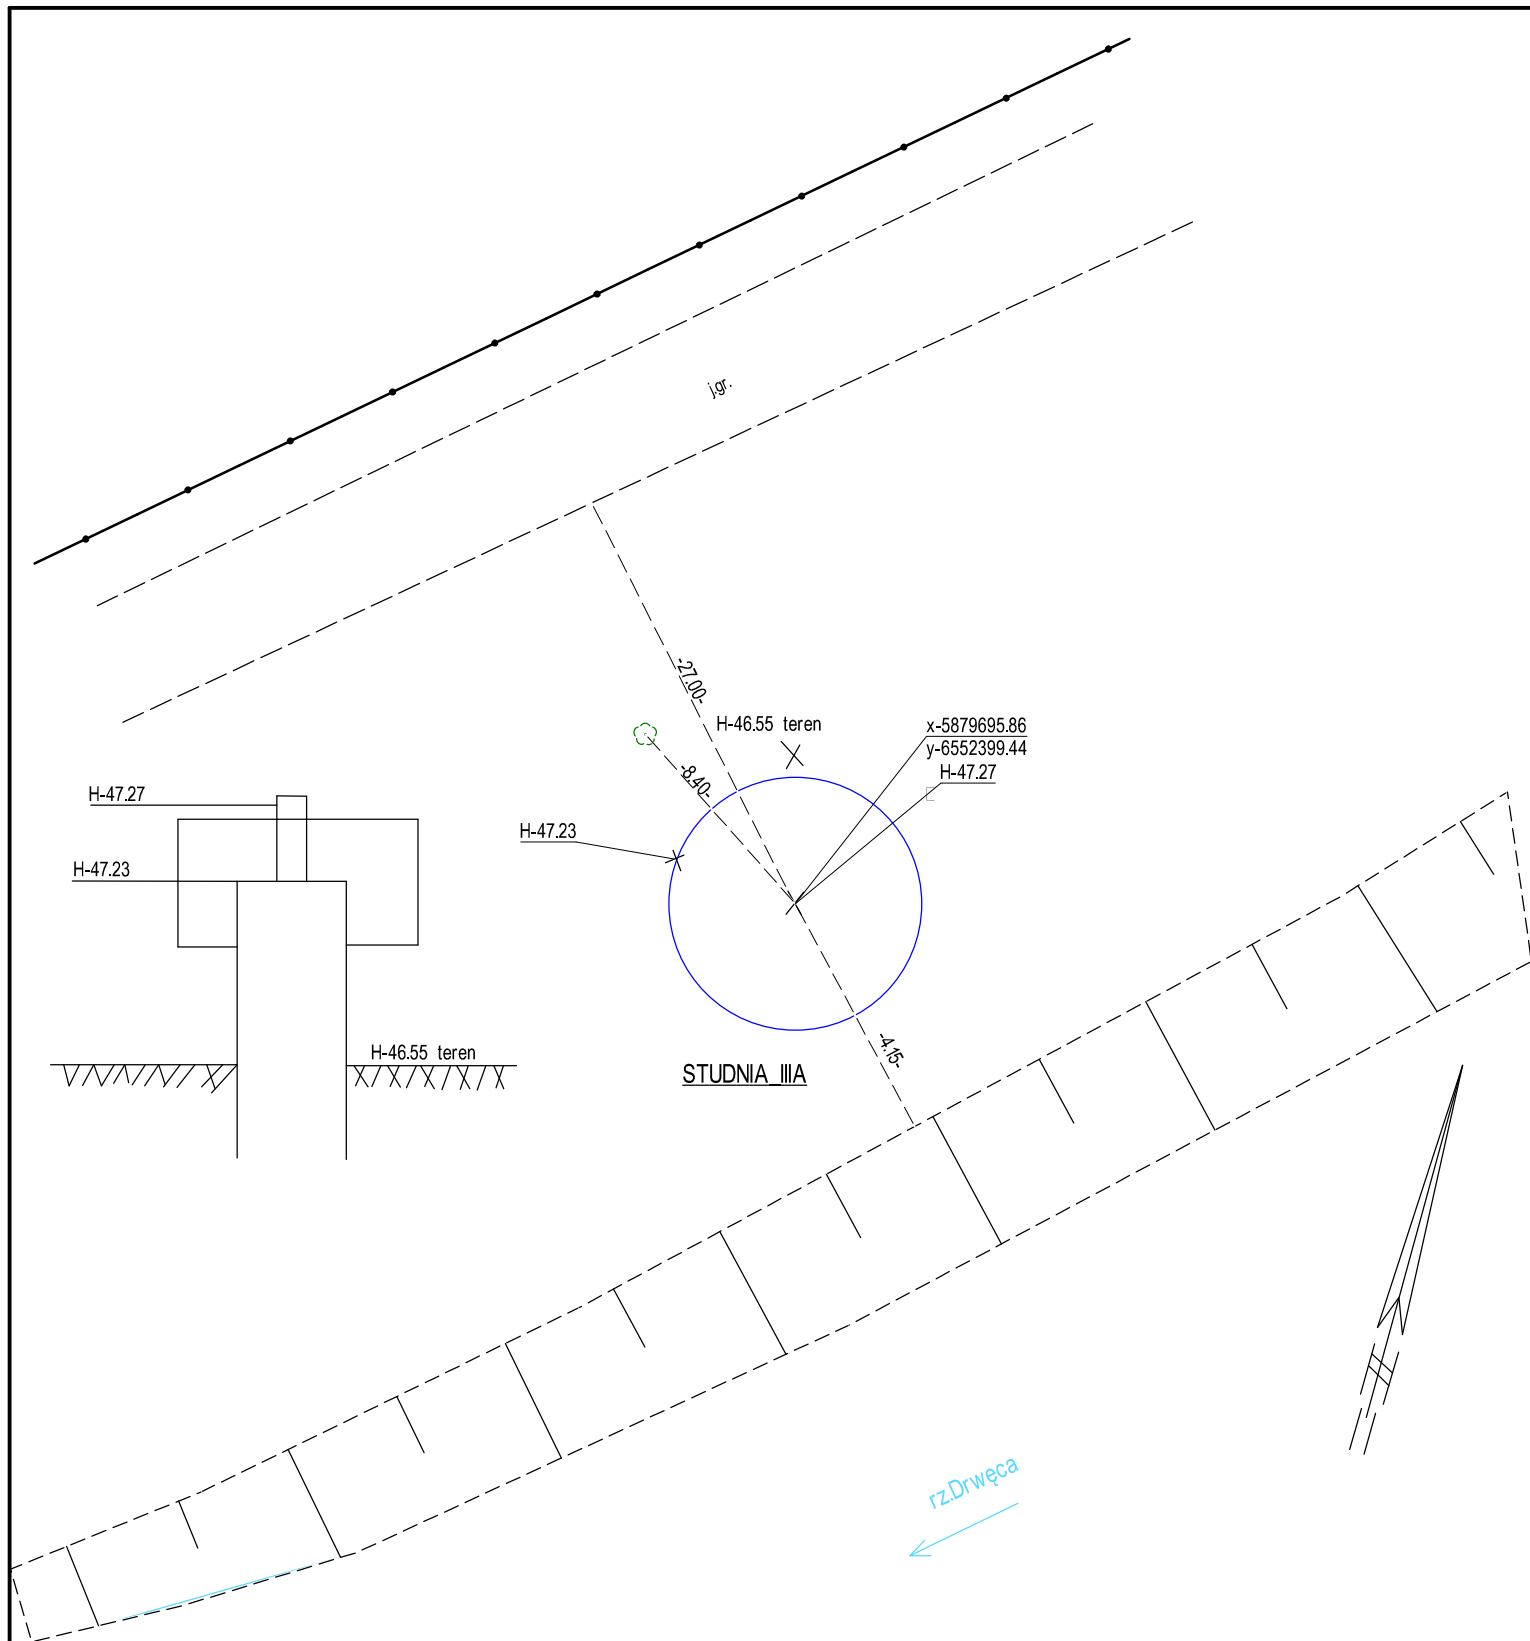 j.gr.
-27.00-
H-46.55 teren
x-5879695.86
y-6552399.44
H-47.27
-8.40-
H-47.27
H-47.23
H-47.23
H-46.55 teren
-4.15-
STUDNIA_IIIA
rz.Drwęca